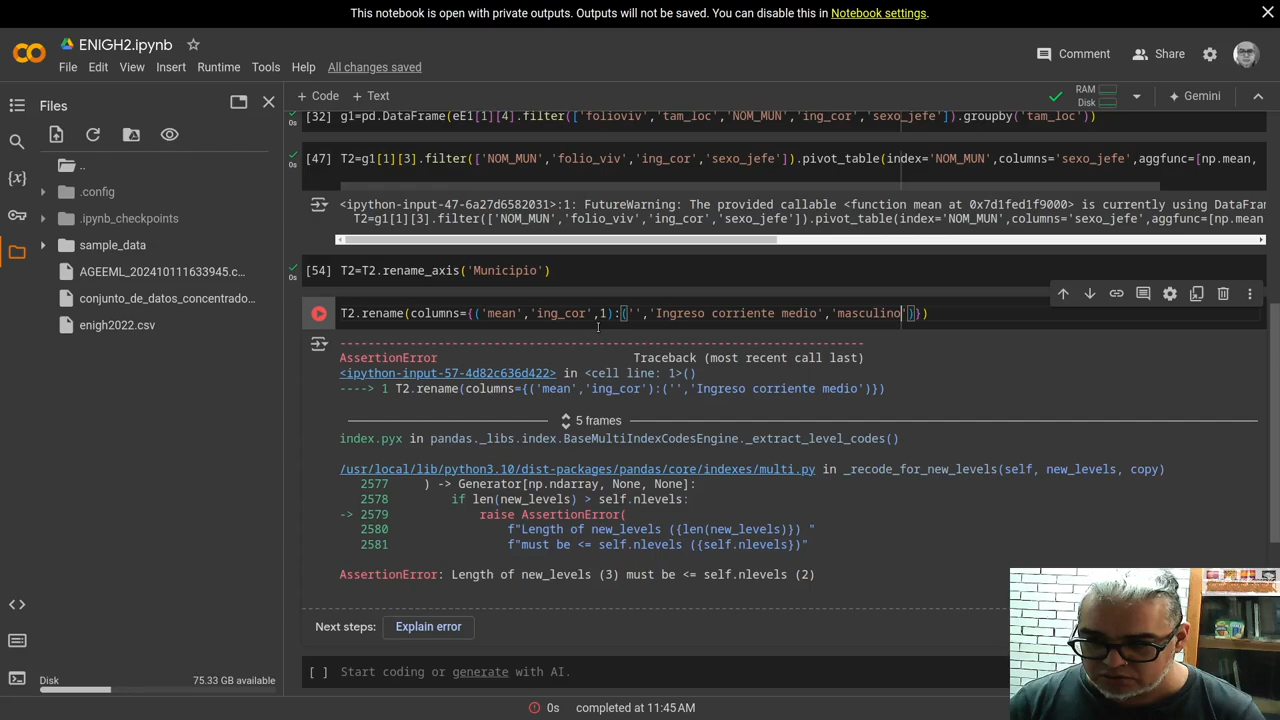 This notebook is open with private outputs. Outputs will not be saved. You can disable this in Notebook settings.
ENIGH2.ipynb
File Edit View Insert Runtime Tools Help All changes saved
Comment
Share
Files
+ Code + Text
RAM
Disk
Gemini
..
.config
.ipynb_checkpoints
sample_data
AGEEML_202410111633945.c...
conjunto_de_datos_concentrado...
enigh2022.csv
Disk
75.33 GB available
[32] g1=pd.DataFrame(eE1[1][4].filter(['folioviv','tam_loc','NOM_MUN','ing_cor','sexo_jefe']).groupby('tam_loc'))
0s
[47] T2=g1[1][3].filter(['NOM_MUN','folio_viv','ing_cor','sexo_jefe']).pivot_table(index='NOM_MUN',columns='sexo_jefe',aggfunc=[np.mean,
0s
<ipython-input-47-6a27d6582031>:1: FutureWarning: The provided callable <function mean at 0x7d1fed1f9000> is currently using DataFra
T2=g1[1][3].filter(['NOM_MUN','folio_viv','ing_cor','sexo_jefe']).pivot_table(index='NOM_MUN',columns='sexo_jefe',aggfunc=[np.mean
[54] T2=T2.rename_axis('Municipio')
0s
T2.rename(columns={('mean','ing_cor',1):('','Ingreso corriente medio','masculino')})
---------------------------------------------------------------------------
AssertionError Traceback (most recent call last)
<ipython-input-57-4d82c636d422> in <cell line: 1>()
----> 1 T2.rename(columns={('mean','ing_cor'):('','Ingreso corriente medio')})
5 frames
index.pyx in pandas._libs.index.BaseMultiIndexCodesEngine._extract_level_codes()
/usr/local/lib/python3.10/dist-packages/pandas/core/indexes/multi.py in _recode_for_new_levels(self, new_levels, copy)
2577 ) -> Generator[np.ndarray, None, None]:
2578 if len(new_levels) > self.nlevels:
-> 2579 raise AssertionError(
2580 f"Length of new_levels ({len(new_levels)}) "
2581 f"must be <= self.nlevels ({self.nlevels})"
AssertionError: Length of new_levels (3) must be <= self.nlevels (2)
Next steps: Explain error
[ ] Start coding or generate with AI.
0s completed at 11:45AM